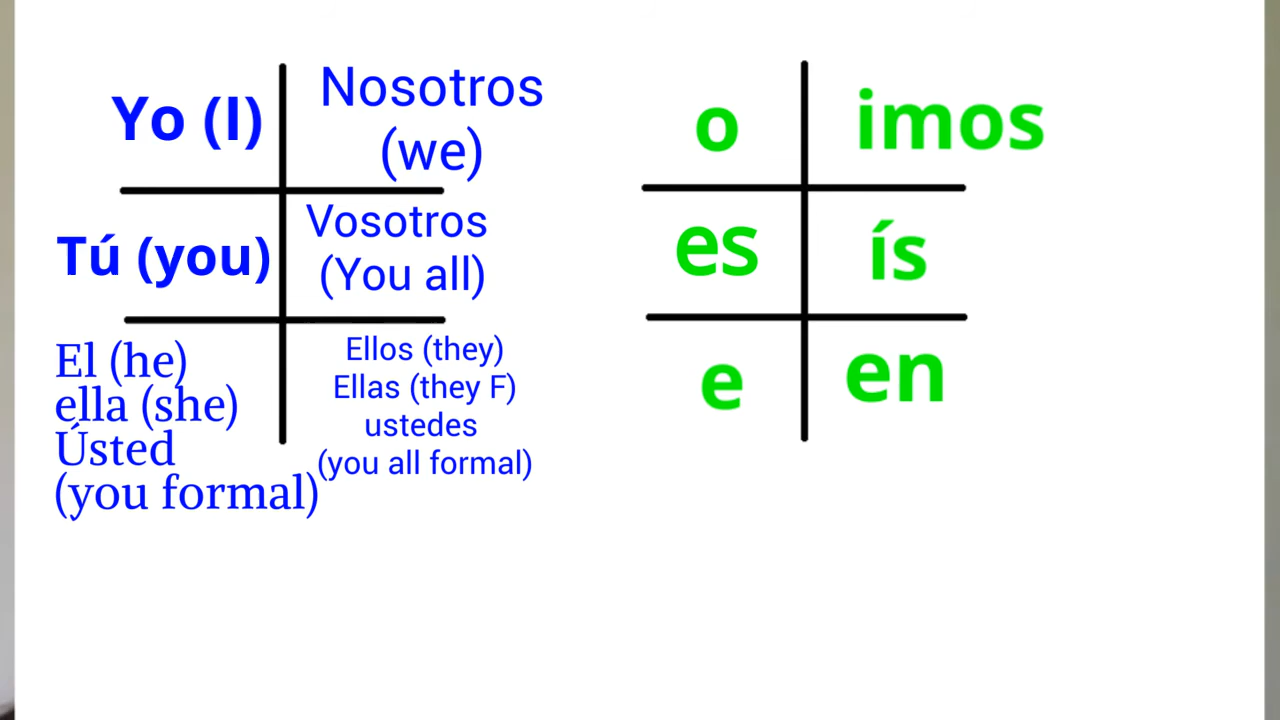 Yo (I)
Nosotros
(we)
Tú (you)
Vosotros
(You all)
El (he)
ella (she)
Ústed
(you formal)
Ellos (they)
Ellas (they F)
ustedes
(you all formal)
o
imos
es
ís
e
en